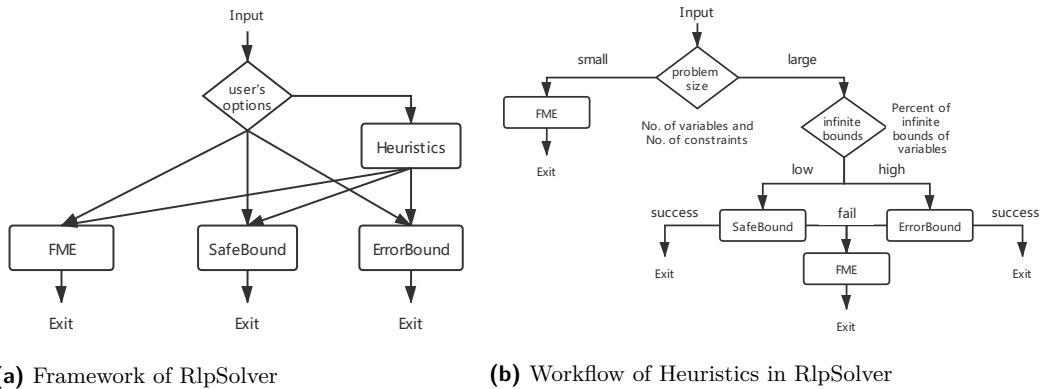 Input
user's
options
Heuristics
FME
SafeBound
ErrorBound
Exit
Exit
Exit
(a) Framework of RlpSolver
Input
small
problem
size
large
FME
No. of variables and
No. of constraints
infinite
bounds
Percent of
infinite
bounds of
variables
Exit
low
high
success
SafeBound
fail
ErrorBound
success
Exit
FME
Exit
Exit
(b) Workflow of Heuristics in RlpSolver